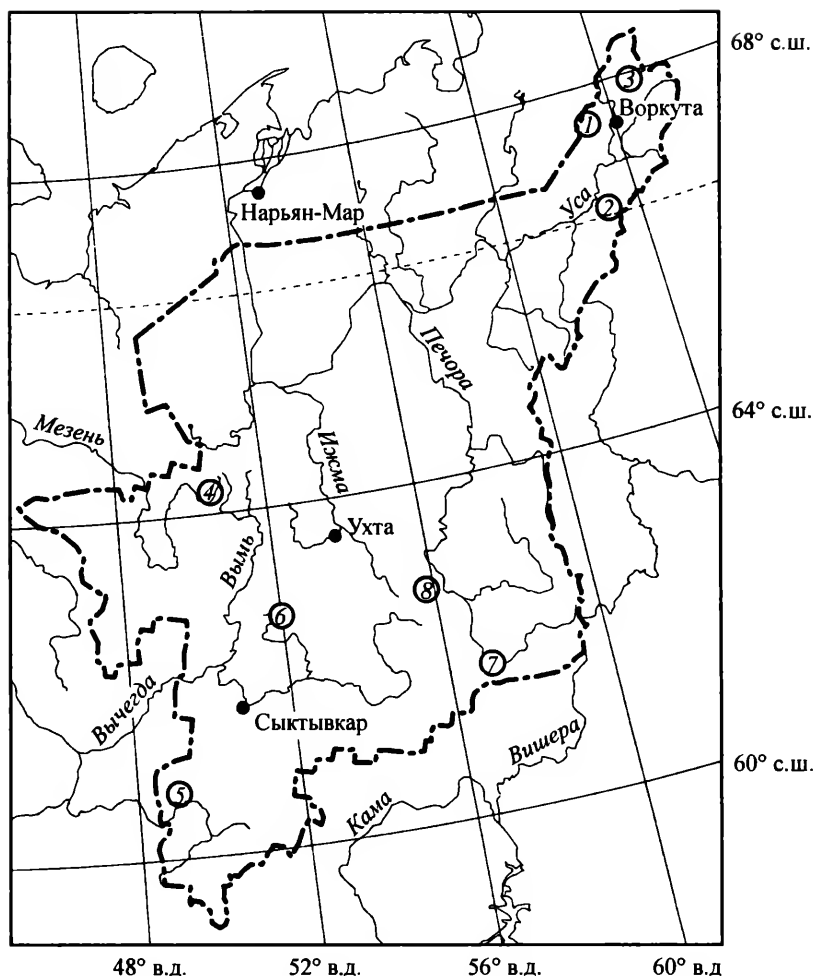 68° с.ш.
③
Воркута
①
Нарьян-Мар
Уса
②
Печора
64° с.ш.
Мезень
Ижма
④
Ухта
Вымь
⑧
⑥
⑦
Вычегда
Сыктывкар
Вишера
60° с.ш.
⑤
Кама
48° в.д.
52° в.д.
56° в.д.
60° в.д